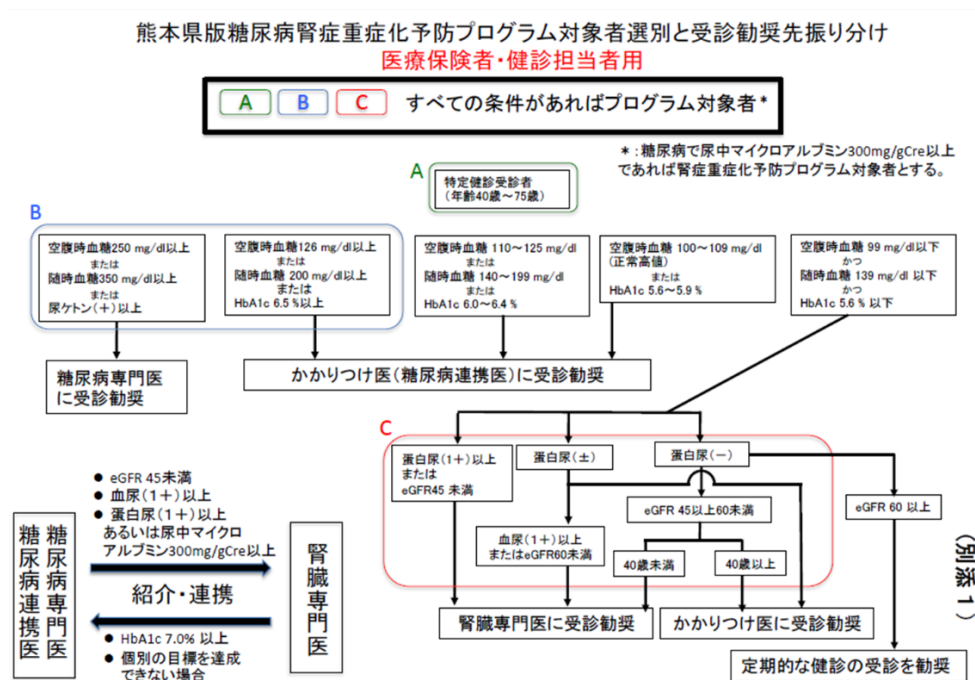 熊本県版糖尿病腎症重症化予防プログラム対象者選別と受診勧奨先振り分け
医療保険者・健診担当者用
A B C すべての条件があればプログラム対象者*
*:糖尿病で尿中マイクロアルブミン300mg/gCre以上
であれば腎症重症化予防プログラム対象者とする。
A
特定健診受診者
(年齢40歳〜75歳)
B
空腹時血糖250 mg/dl以上
または
随時血糖350 mg/dl以上
または
尿ケトン(+)以上
空腹時血糖126 mg/dl以上
または
随時血糖 200 mg/dl以上
または
HbA1c 6.5 %以上
空腹時血糖 110〜125 mg/dl
または
随時血糖 140〜199 mg/dl
または
HbA1c 6.0〜6.4 %
空腹時血糖 100〜109 mg/dl
(正常高値)
または
HbA1c 5.6〜5.9 %
空腹時血糖 99 mg/dl以下
かつ
随時血糖 139 mg/dl 以下
かつ
HbA1c 5.6 % 以下
糖尿病専門医
に受診勧奨
かかりつけ医(糖尿病連携医)に受診勧奨
C
蛋白尿(1+)以上
または
eGFR45 未満
蛋白尿(±)
蛋白尿(−)
eGFR 45以上60未満
eGFR 60 以上
血尿(1+)以上
またはeGFR60未満
40歳未満
40歳以上
腎臓専門医に受診勧奨
かかりつけ医に受診勧奨
定期的な健診の受診を勧奨
● eGFR 45未満
● 血尿(1+)以上
● 蛋白尿(1+)以上
あるいは尿中マイクロ
アルブミン300mg/gCre以上
糖尿病専門医
糖尿病連携医
紹介・連携
腎臓専門医
● HbA1c 7.0% 以上
● 個別の目標を達成
できない場合
(別添1)